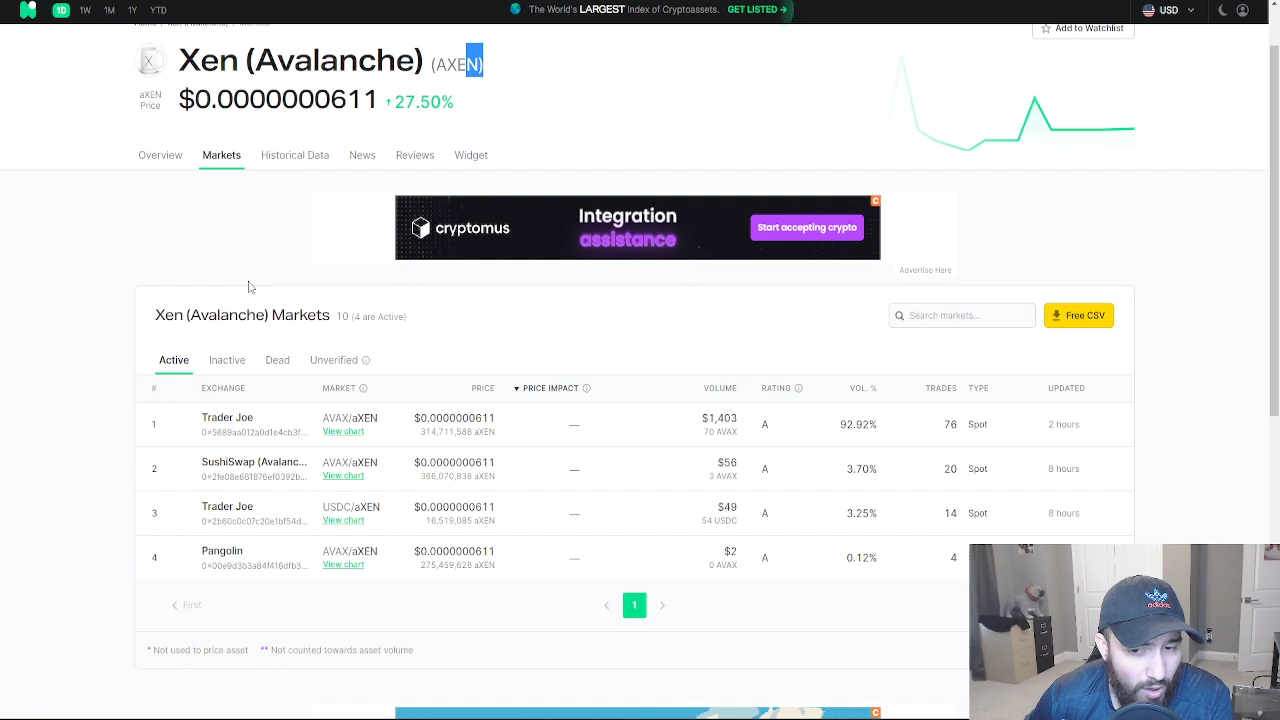 1D 1W 1M 1Y YTD
The World's LARGEST Index of Cryptoassets. GET LISTED →
USD
Add to Watchlist
Xen (Avalanche) (AXEN)
aXEN
Price
$0.0000000611 27.50%
Overview Markets Historical Data News Reviews Widget
cryptomus
Integration
assistance
Start accepting crypto
Advertise Here
Xen (Avalanche) Markets 10 (4 are Active)
Search markets...
Free CSV
Active Inactive Dead Unverified
# EXCHANGE MARKET PRICE PRICE IMPACT VOLUME RATING VOL. % TRADES TYPE UPDATED
1 Trader Joe AVAX/aXEN $0.0000000611 — $1,403 A 92.92% 76 Spot 2 hours
0x5689aa012a0d1e4cb3f... View chart 314,711,588 aXEN 70 AVAX
2 SushiSwap (Avalanc... AVAX/aXEN $0.0000000611 — $56 A 3.70% 20 Spot 8 hours
0x2fe08e661876ef0392b... View chart 366,070,838 aXEN 3 AVAX
3 Trader Joe USDC/aXEN $0.0000000611 — $49 A 3.25% 14 Spot 8 hours
0x2b60c0c07c20e1bf54d... View chart 16,519,085 aXEN 54 USDC
4 Pangolin AVAX/aXEN $0.0000000611 — $2 A 0.12% 4
0x00e9d3b3a84f416dfb3... View chart 275,459,628 aXEN 0 AVAX
First
1
* Not used to price asset ** Not counted towards asset volume
adidas